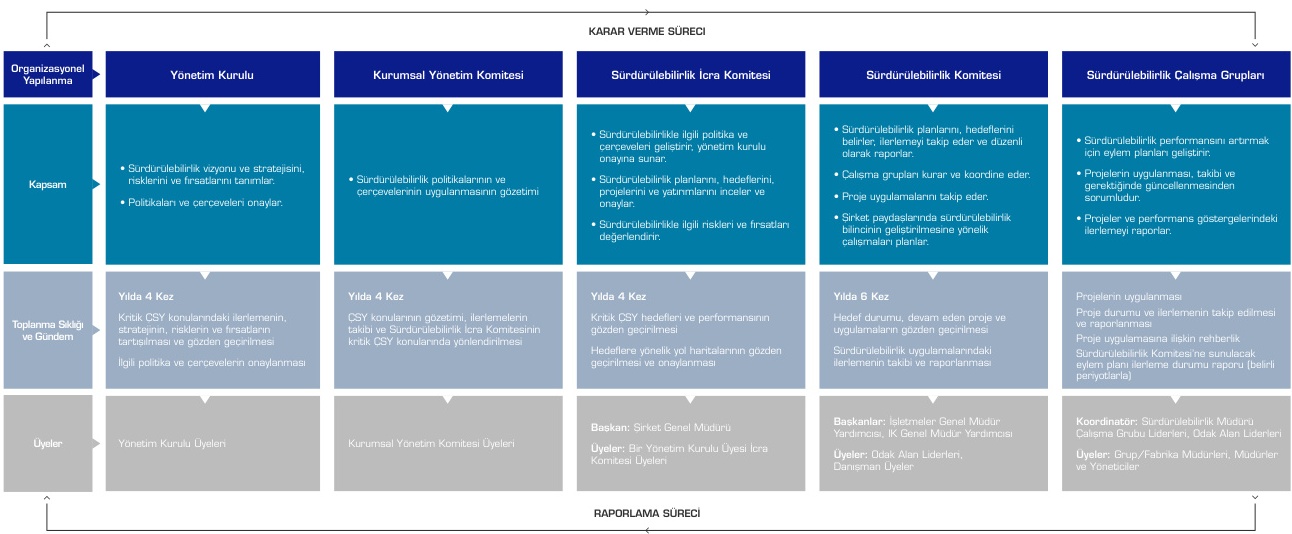 KARAR VERME SÜRECİ
Organizasyonel
Yapılanma
Yönetim Kurulu
Kurumsal Yönetim Komitesi
Sürdürülebilirlik İcra Komitesi
Sürdürülebilirlik Komitesi
Sürdürülebilirlik Çalışma Grupları
Kapsam
• Sürdürülebilirlik vizyonu ve stratejisini,
risklerini ve fırsatlarını tanımlar.
• Politikaları ve çerçeveleri onaylar.
• Sürdürülebilirlik politikalarının ve
çerçevelerinin uygulanmasının gözetimi
• Sürdürülebilirlikle ilgili politika ve
çerçeveleri geliştirir, yönetim kurulu
onayına sunar.
• Sürdürülebilirlik planlarını, hedeflerini,
projelerini ve yatırımlarını inceler ve
onaylar.
• Sürdürülebilirlikle ilgili riskleri ve fırsatları
değerlendirir.
• Sürdürülebilirlik planlarını, hedeflerini
belirler, ilerlemeyi takip eder ve düzenli
olarak raporlar.
• Çalışma grupları kurar ve koordine eder.
• Proje uygulamalarını takip eder.
• Şirket paydaşlarında sürdürülebilirlik
bilincinin geliştirilmesine yönelik
çalışmaları planlar.
• Sürdürülebilirlik performansını artırmak
için eylem planları geliştirir.
• Projelerin uygulanması, takibi ve
gerektiğinde güncellenmesinden
sorumludur.
• Projeler ve performans göstergelerindeki
ilerlemeyi raporlar.
Toplanma Sıklığı
ve Gündem
Yılda 4 Kez
Kritik ÇSY konularındaki ilerlemenin,
stratejinin, risklerin ve fırsatların
tartışılması ve gözden geçirilmesi
İlgili politika ve çerçevelerin onaylanması
Yılda 4 Kez
ÇSY konularının gözetimi, ilerlemelerin
takibi ve Sürdürülebilirlik İcra Komitesinin
kritik ÇSY konularında yönlendirilmesi
Yılda 4 Kez
Kritik ÇSY hedefleri ve performansının
gözden geçirilmesi
Hedeflere yönelik yol haritalarının gözden
geçirilmesi ve onaylanması
Yılda 6 Kez
Hedef durumu, devam eden proje ve
uygulamaların gözden geçirilmesi
Sürdürülebilirlik uygulamalarındaki
ilerlemenin takibi ve raporlanması
Projelerin uygulanması
Proje durumu ve ilerlemenin takip edilmesi
ve raporlanması
Proje uygulamasına ilişkin rehberlik
Sürdürülebilirlik Komitesi'ne sunulacak
eylem planı ilerleme durumu raporu (belirli
periyotlarla)
Üyeler
Yönetim Kurulu Üyeleri
Kurumsal Yönetim Komitesi Üyeleri
Başkan: Şirket Genel Müdürü
Üyeler: Bir Yönetim Kurulu Üyesi İcra
Komitesi Üyeleri
Başkanlar: İşletmeler Genel Müdür
Yardımcısı, IK Genel Müdür Yardımcısı
Üyeler: Odak Alan Liderleri,
Danışman Üyeler
Koordinatör: Sürdürülebilirlik Müdürü
Çalışma Grubu Liderleri, Odak Alan Liderleri
Üyeler: Grup/Fabrika Müdürleri, Müdürler
ve Yöneticiler
RAPORLAMA SÜRECİ